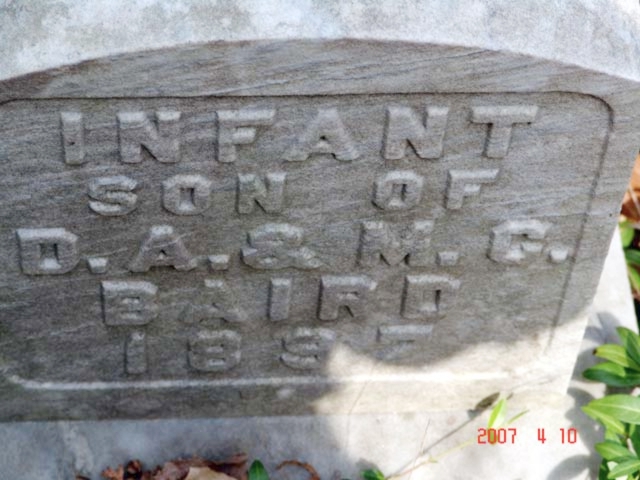 INFANT
SON OF
D. A. & M. G.
BAIRD
1897
2007 4 10